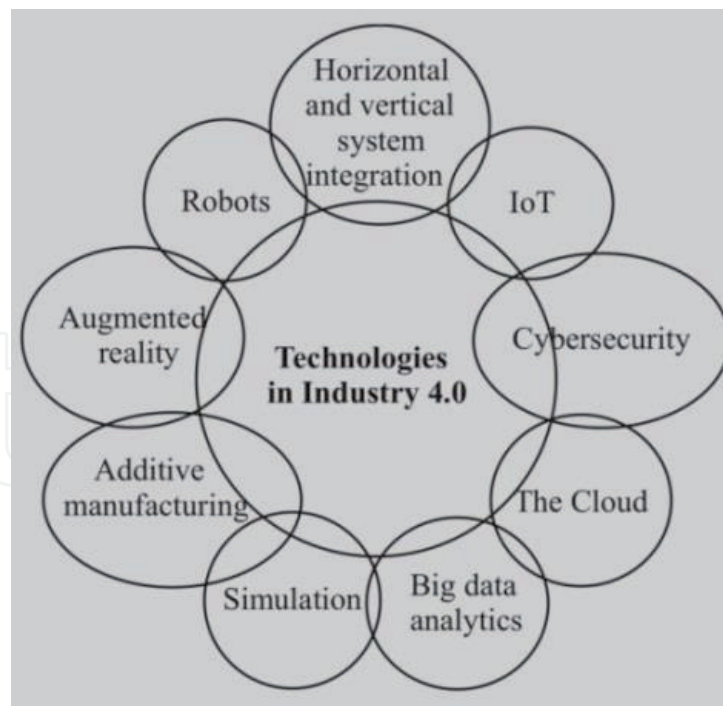 Horizontal
and vertical
system
integration
IoT
Cybersecurity
The Cloud
Big data
analytics
Simulation
Additive
manufacturing
Augmented
reality
Robots
Technologies
in Industry 4.0